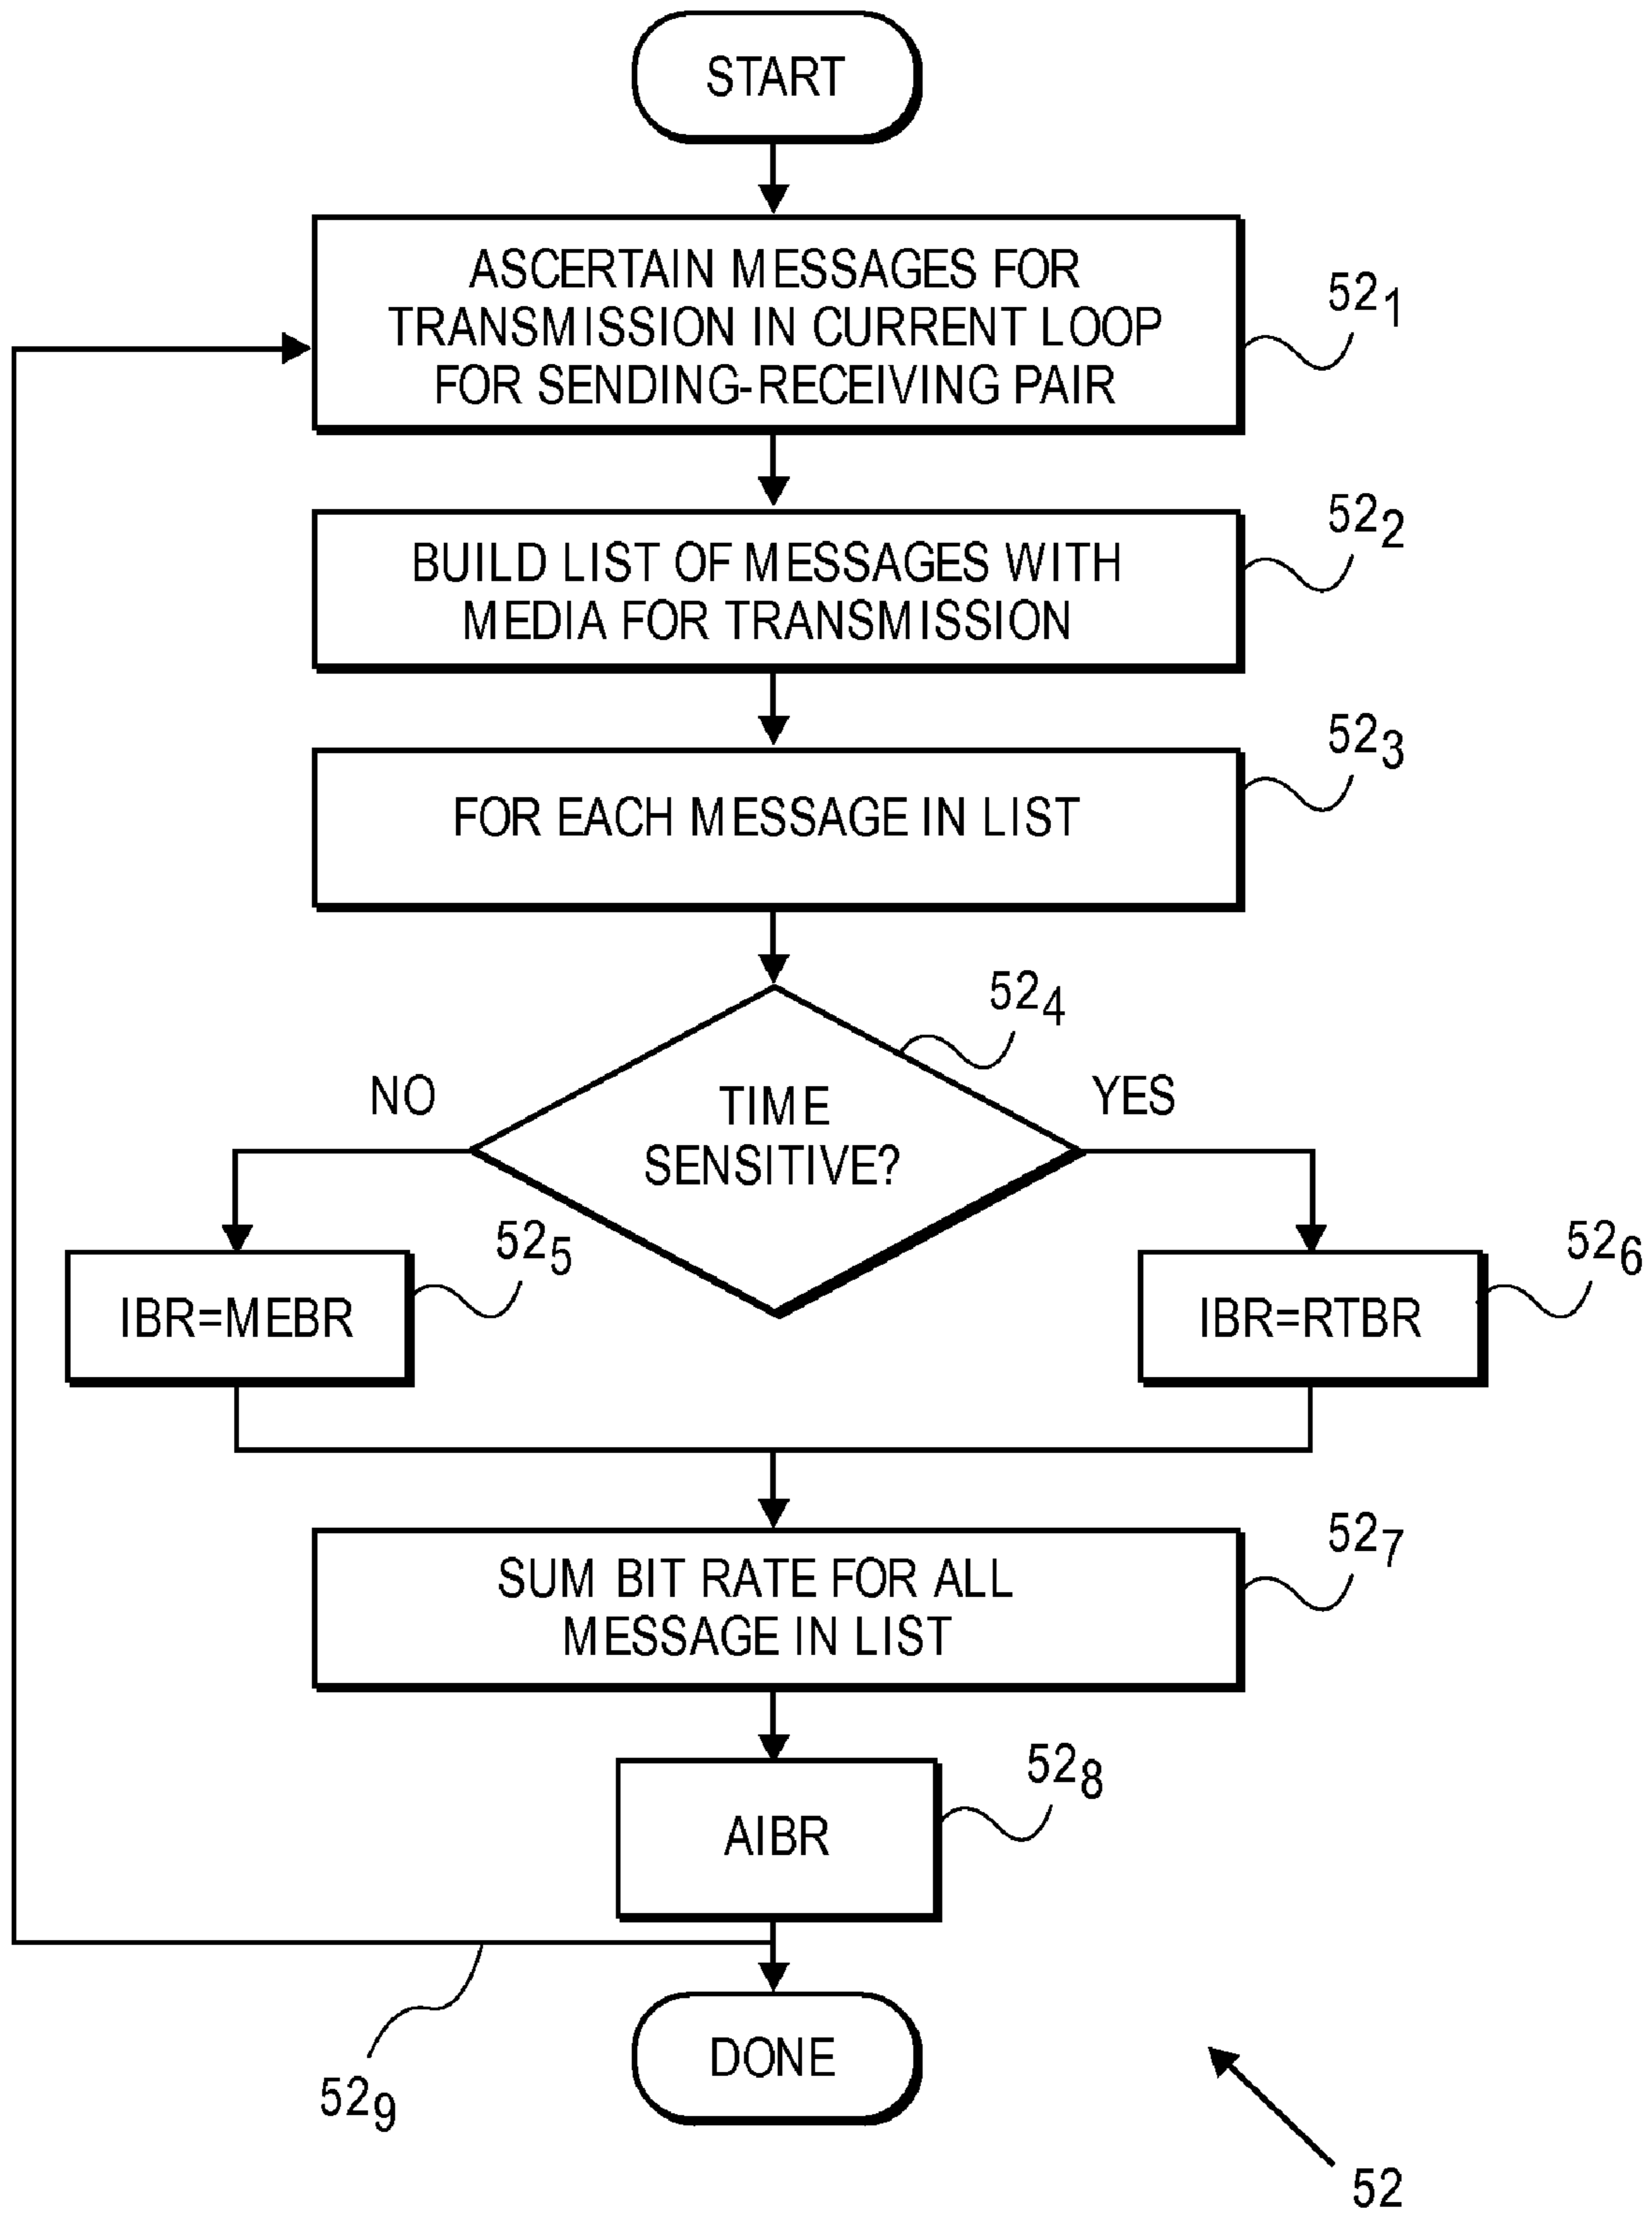 START
ASCERTAIN MESSAGES FOR
TRANSMISSION IN CURRENT LOOP
FOR SENDING-RECEIVING PAIR
52₁
BUILD LIST OF MESSAGES WITH
MEDIA FOR TRANSMISSION
52₂
FOR EACH MESSAGE IN LIST
52₃
TIME
SENSITIVE?
52₄
NO
YES
IBR=MEBR
52₅
IBR=RTBR
52₆
SUM BIT RATE FOR ALL
MESSAGE IN LIST
52₇
AIBR
52₈
DONE
52₉
52